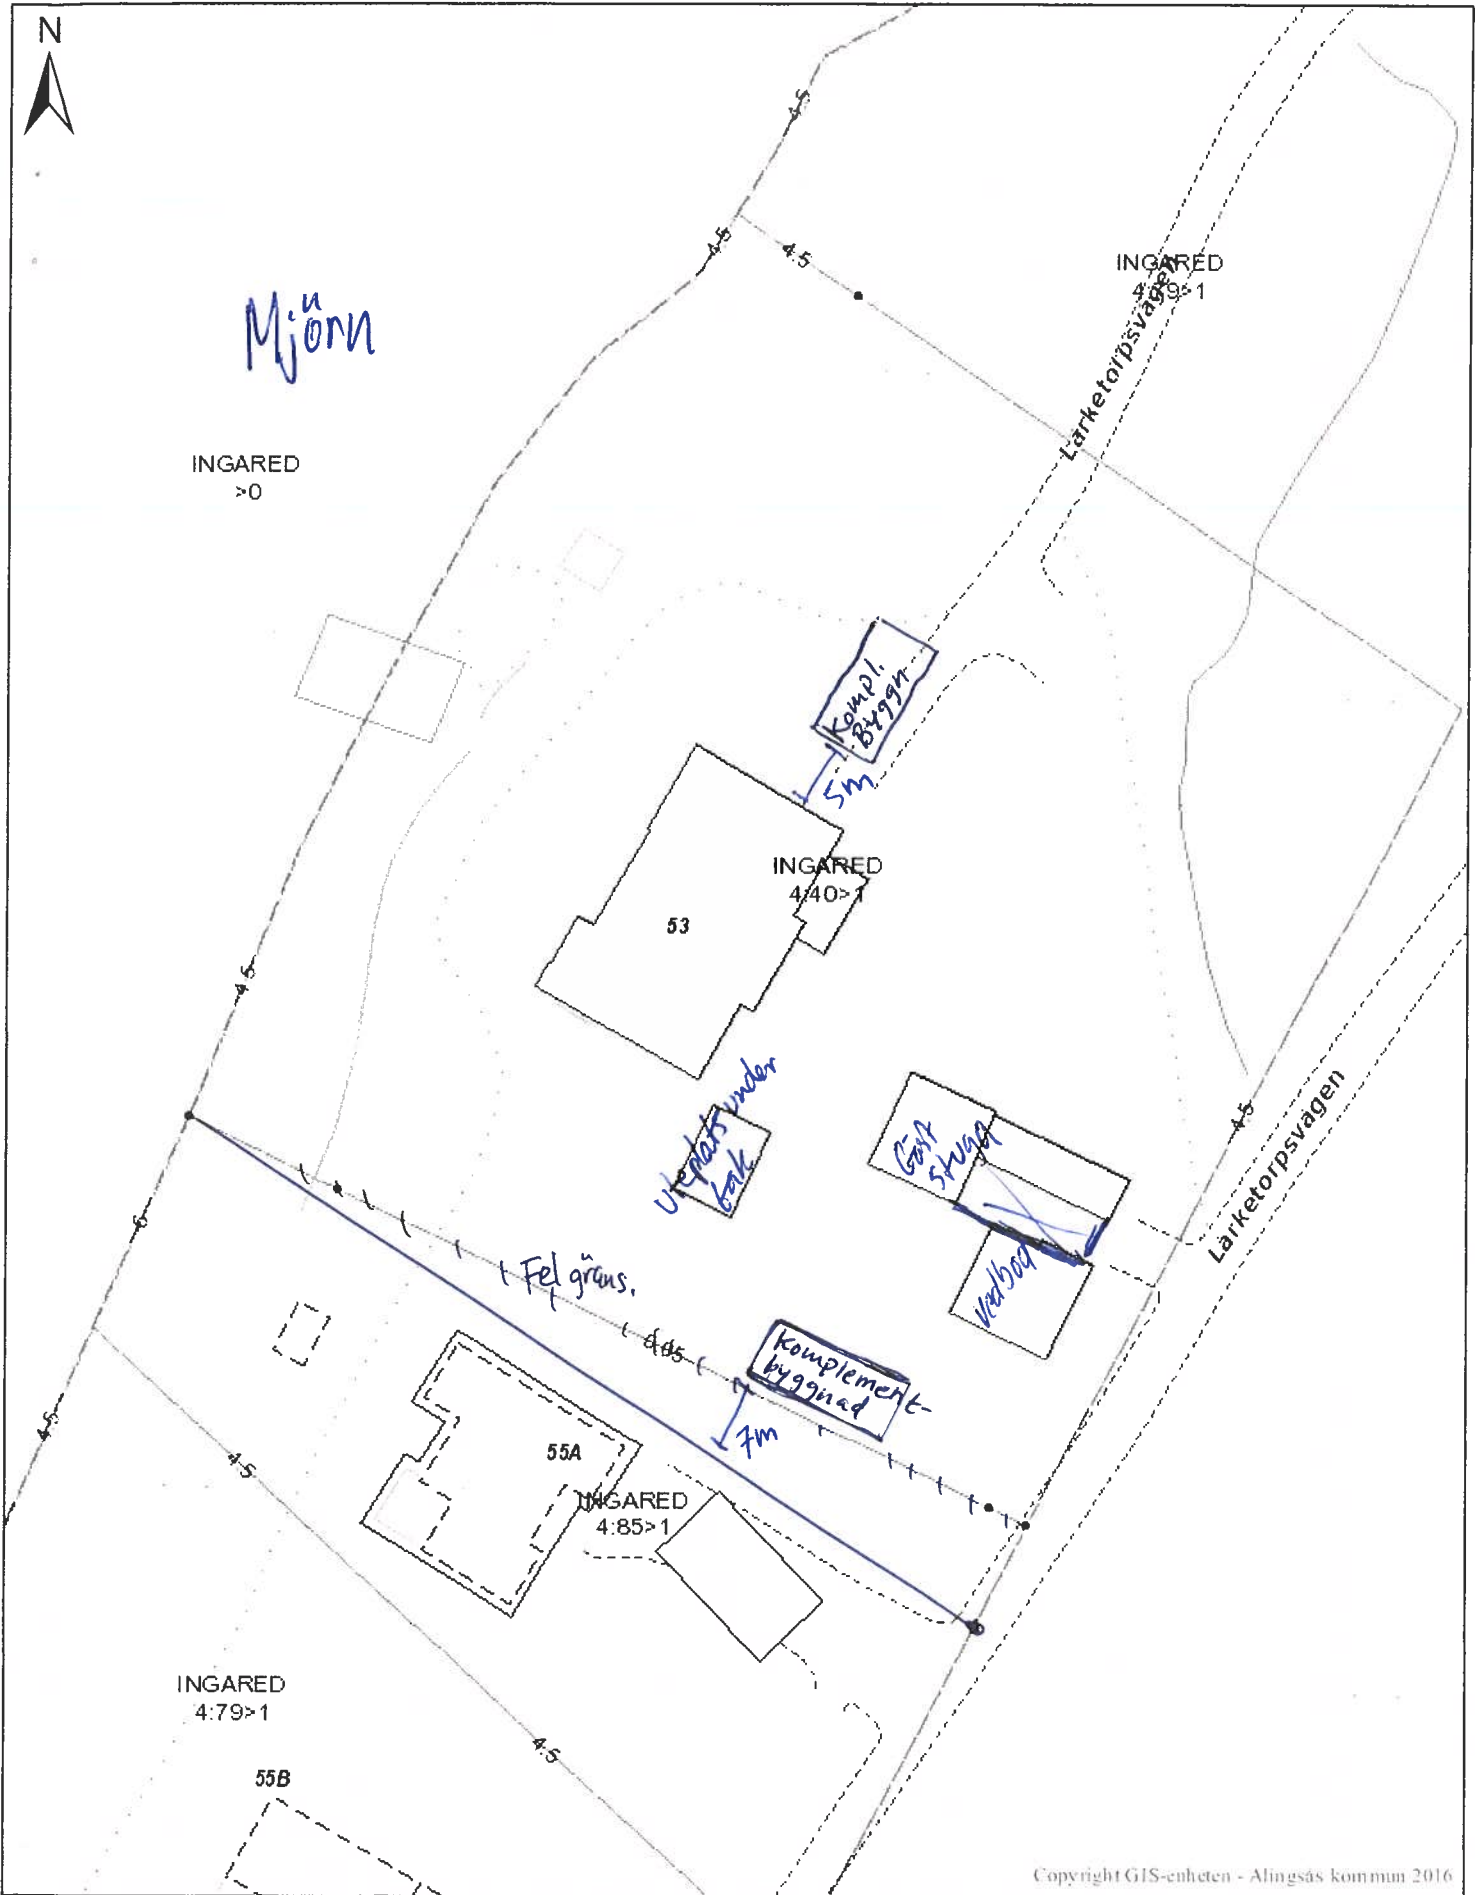 N
4.5
4.5
4.5
INGARED
4:79>1
Mjörn
Lärketorpsvägen
INGARED
>0
Kompl.
Byggn
5m
INGARED
4:40>1
53
4.5
Uteplats under
tak
Gäst
stuga
4.5
Lärketorpsvägen
Vedbod
6
Fel gräns.
Komplement-
byggnad
7m
4.5
4.5
55A
INGARED
4:85>1
INGARED
4:79>1
4.5
55B
Copyright GIS-enheten - Alingsås kommun 2016